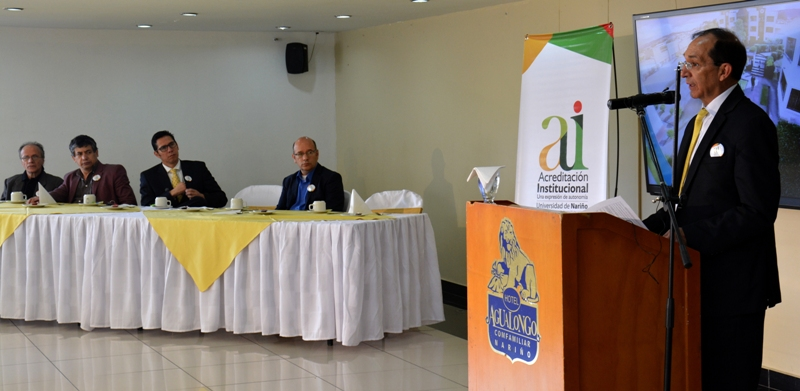 ai
Acreditación
Institucional
Una expresión de autonomía
Universidad de Nariño
HOTEL
AGUALONGO
COMFAMILIAR
NARIÑO